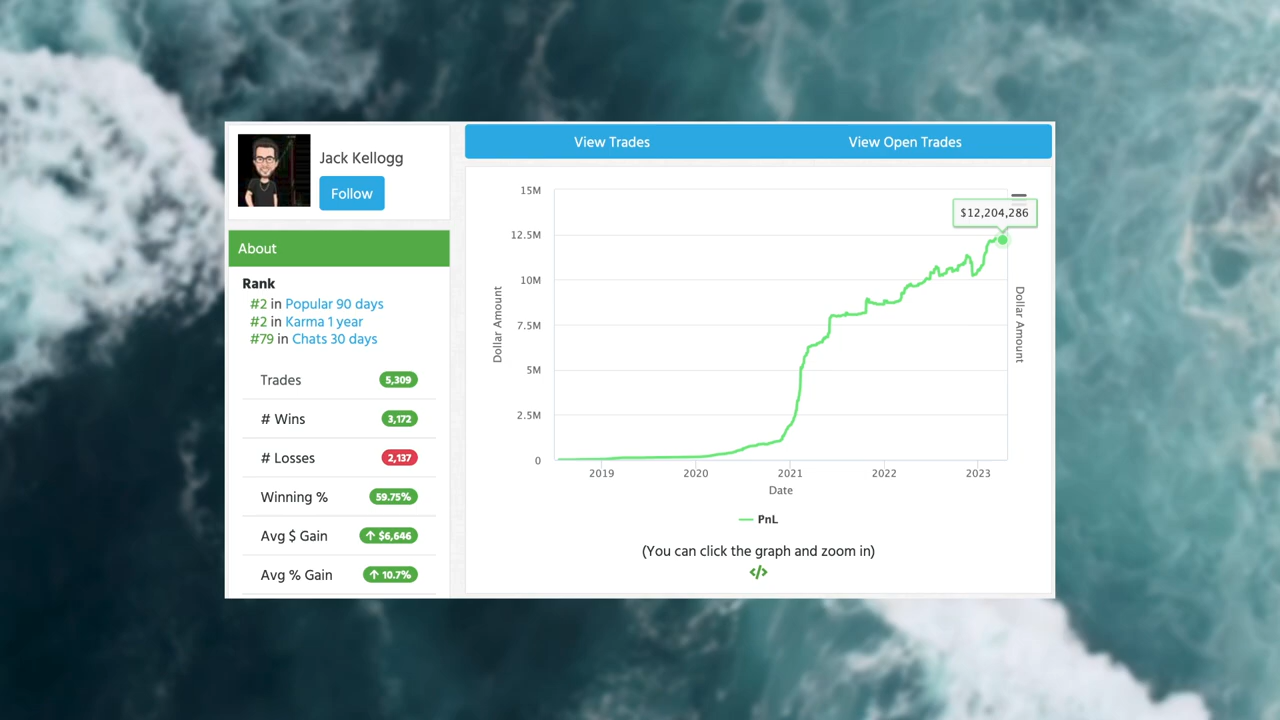 Jack Kellogg
Follow
About
Rank
#2 in Popular 90 days
#2 in Karma 1 year
#79 in Chats 30 days
Trades 5,309
# Wins 3,172
# Losses 2,137
Winning % 59.75%
Avg $ Gain ↑ $6,646
Avg % Gain ↑ 10.7%
View Trades View Open Trades
15M
$12,204,286
12.5M
10M
7.5M
5M
2.5M
0
Dollar Amount
Dollar Amount
2019 2020 2021 2022 2023
Date
PnL
(You can click the graph and zoom in)
</>